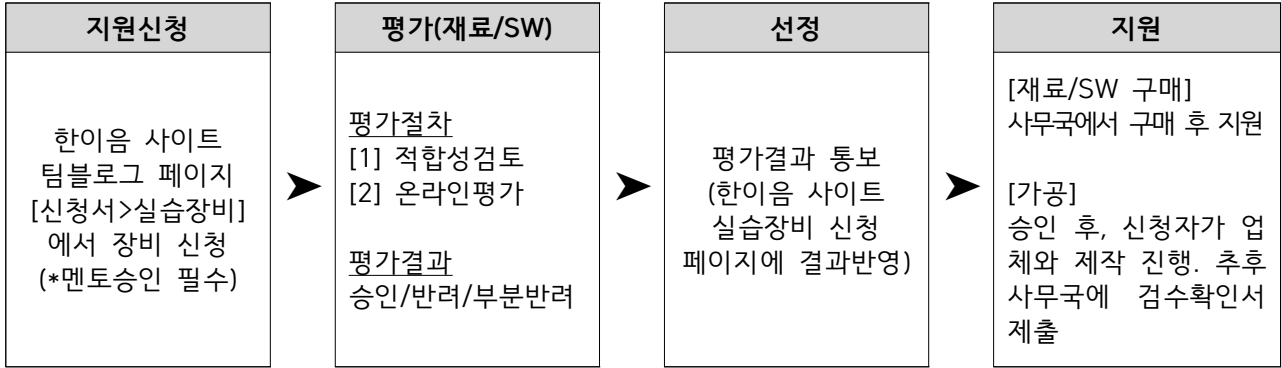 지원신청
한이음 사이트
팀블로그 페이지
[신청서>실습장비]
에서 장비 신청
(*멘토승인 필수)
평가(재료/SW)
평가절차
[1] 적합성검토
[2] 온라인평가
평가결과
승인/반려/부분반려
선정
평가결과 통보
(한이음 사이트
실습장비 신청
페이지에 결과반영)
지원
[재료/SW 구매]
사무국에서 구매 후 지원
[가공]
승인 후, 신청자가 업
체와 제작 진행. 추후
사무국에 검수확인서
제출